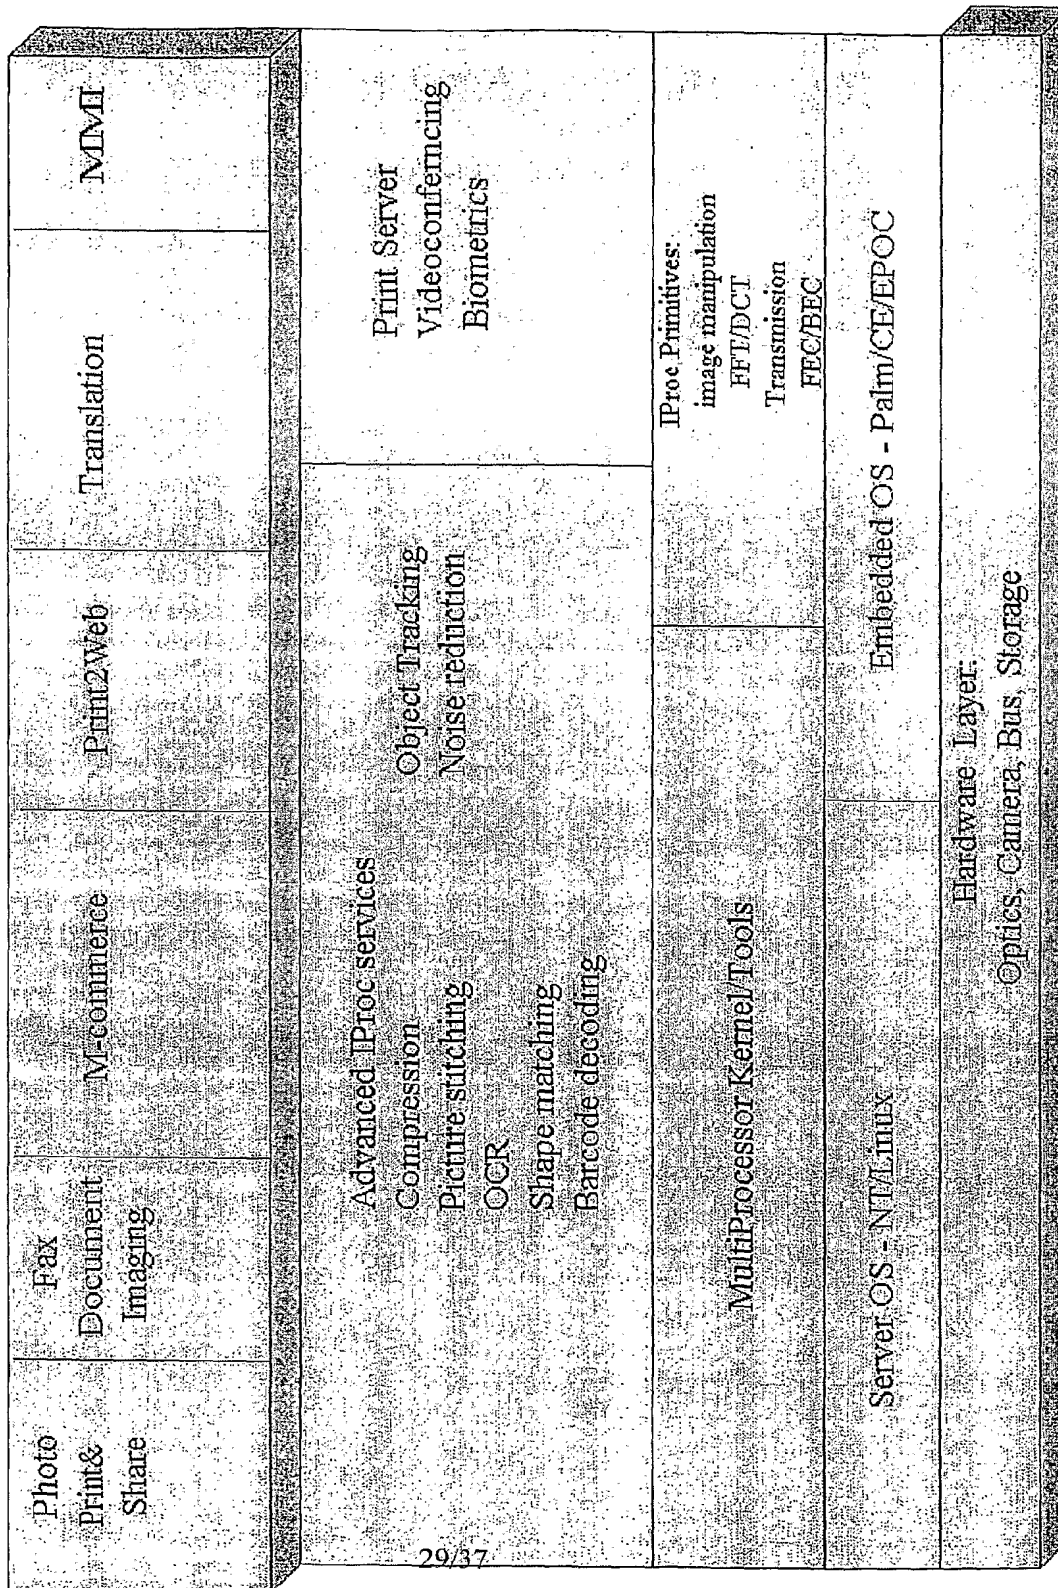 Photo
Print&
Share
Fax
Document
Imaging
M-commerce
Print2Web
Translation
MMI
Advanced IProc services
Compression
Picture stitching
OCR
Shape matching
Barcode decoding
Object Tracking
Noise reduction
Print Server
Videoconferncing
Biometrics
MultiProcessor Kernel/Tools
IProc Primitives:
image manipulation
FFT/DCT
Transmission
FEC/BEC
Server OS - NT/Linux
Embedded OS - Palm/CE/EPOC
Hardware Layer:
Optics, Camera, Bus, Storage
29/37